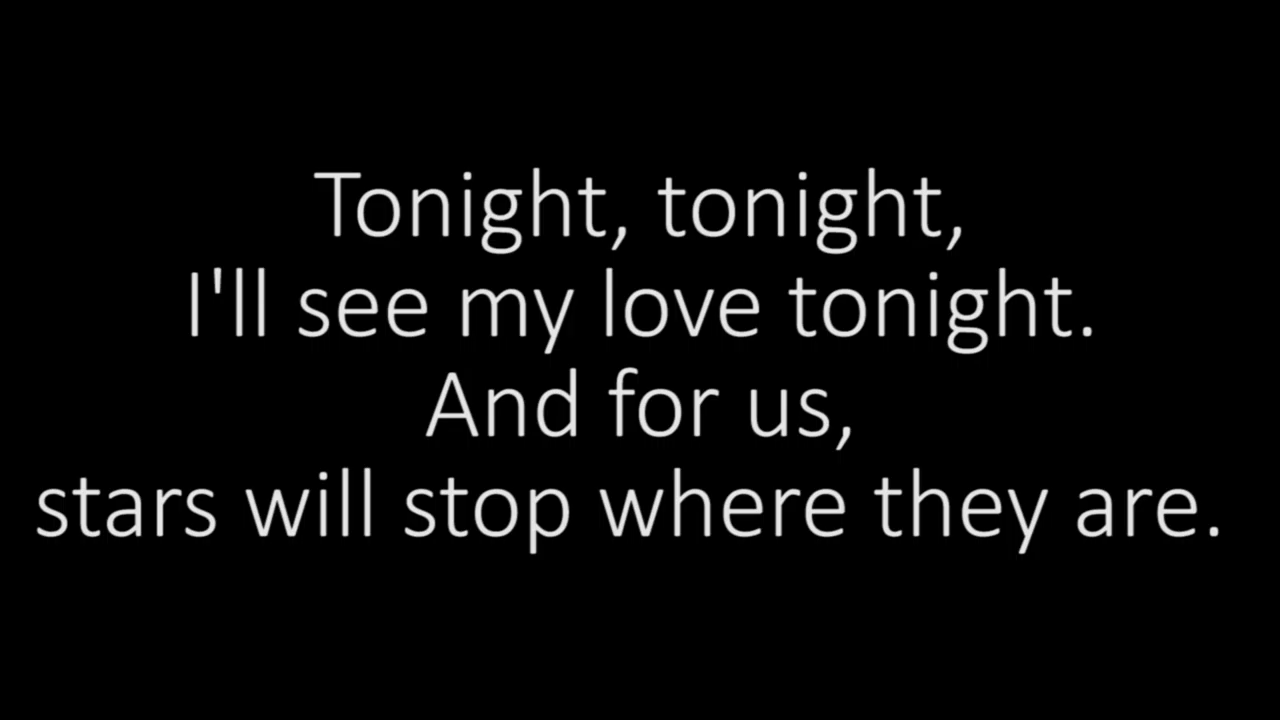 Tonight, tonight,
I'll see my love tonight.
And for us,
stars will stop where they are.